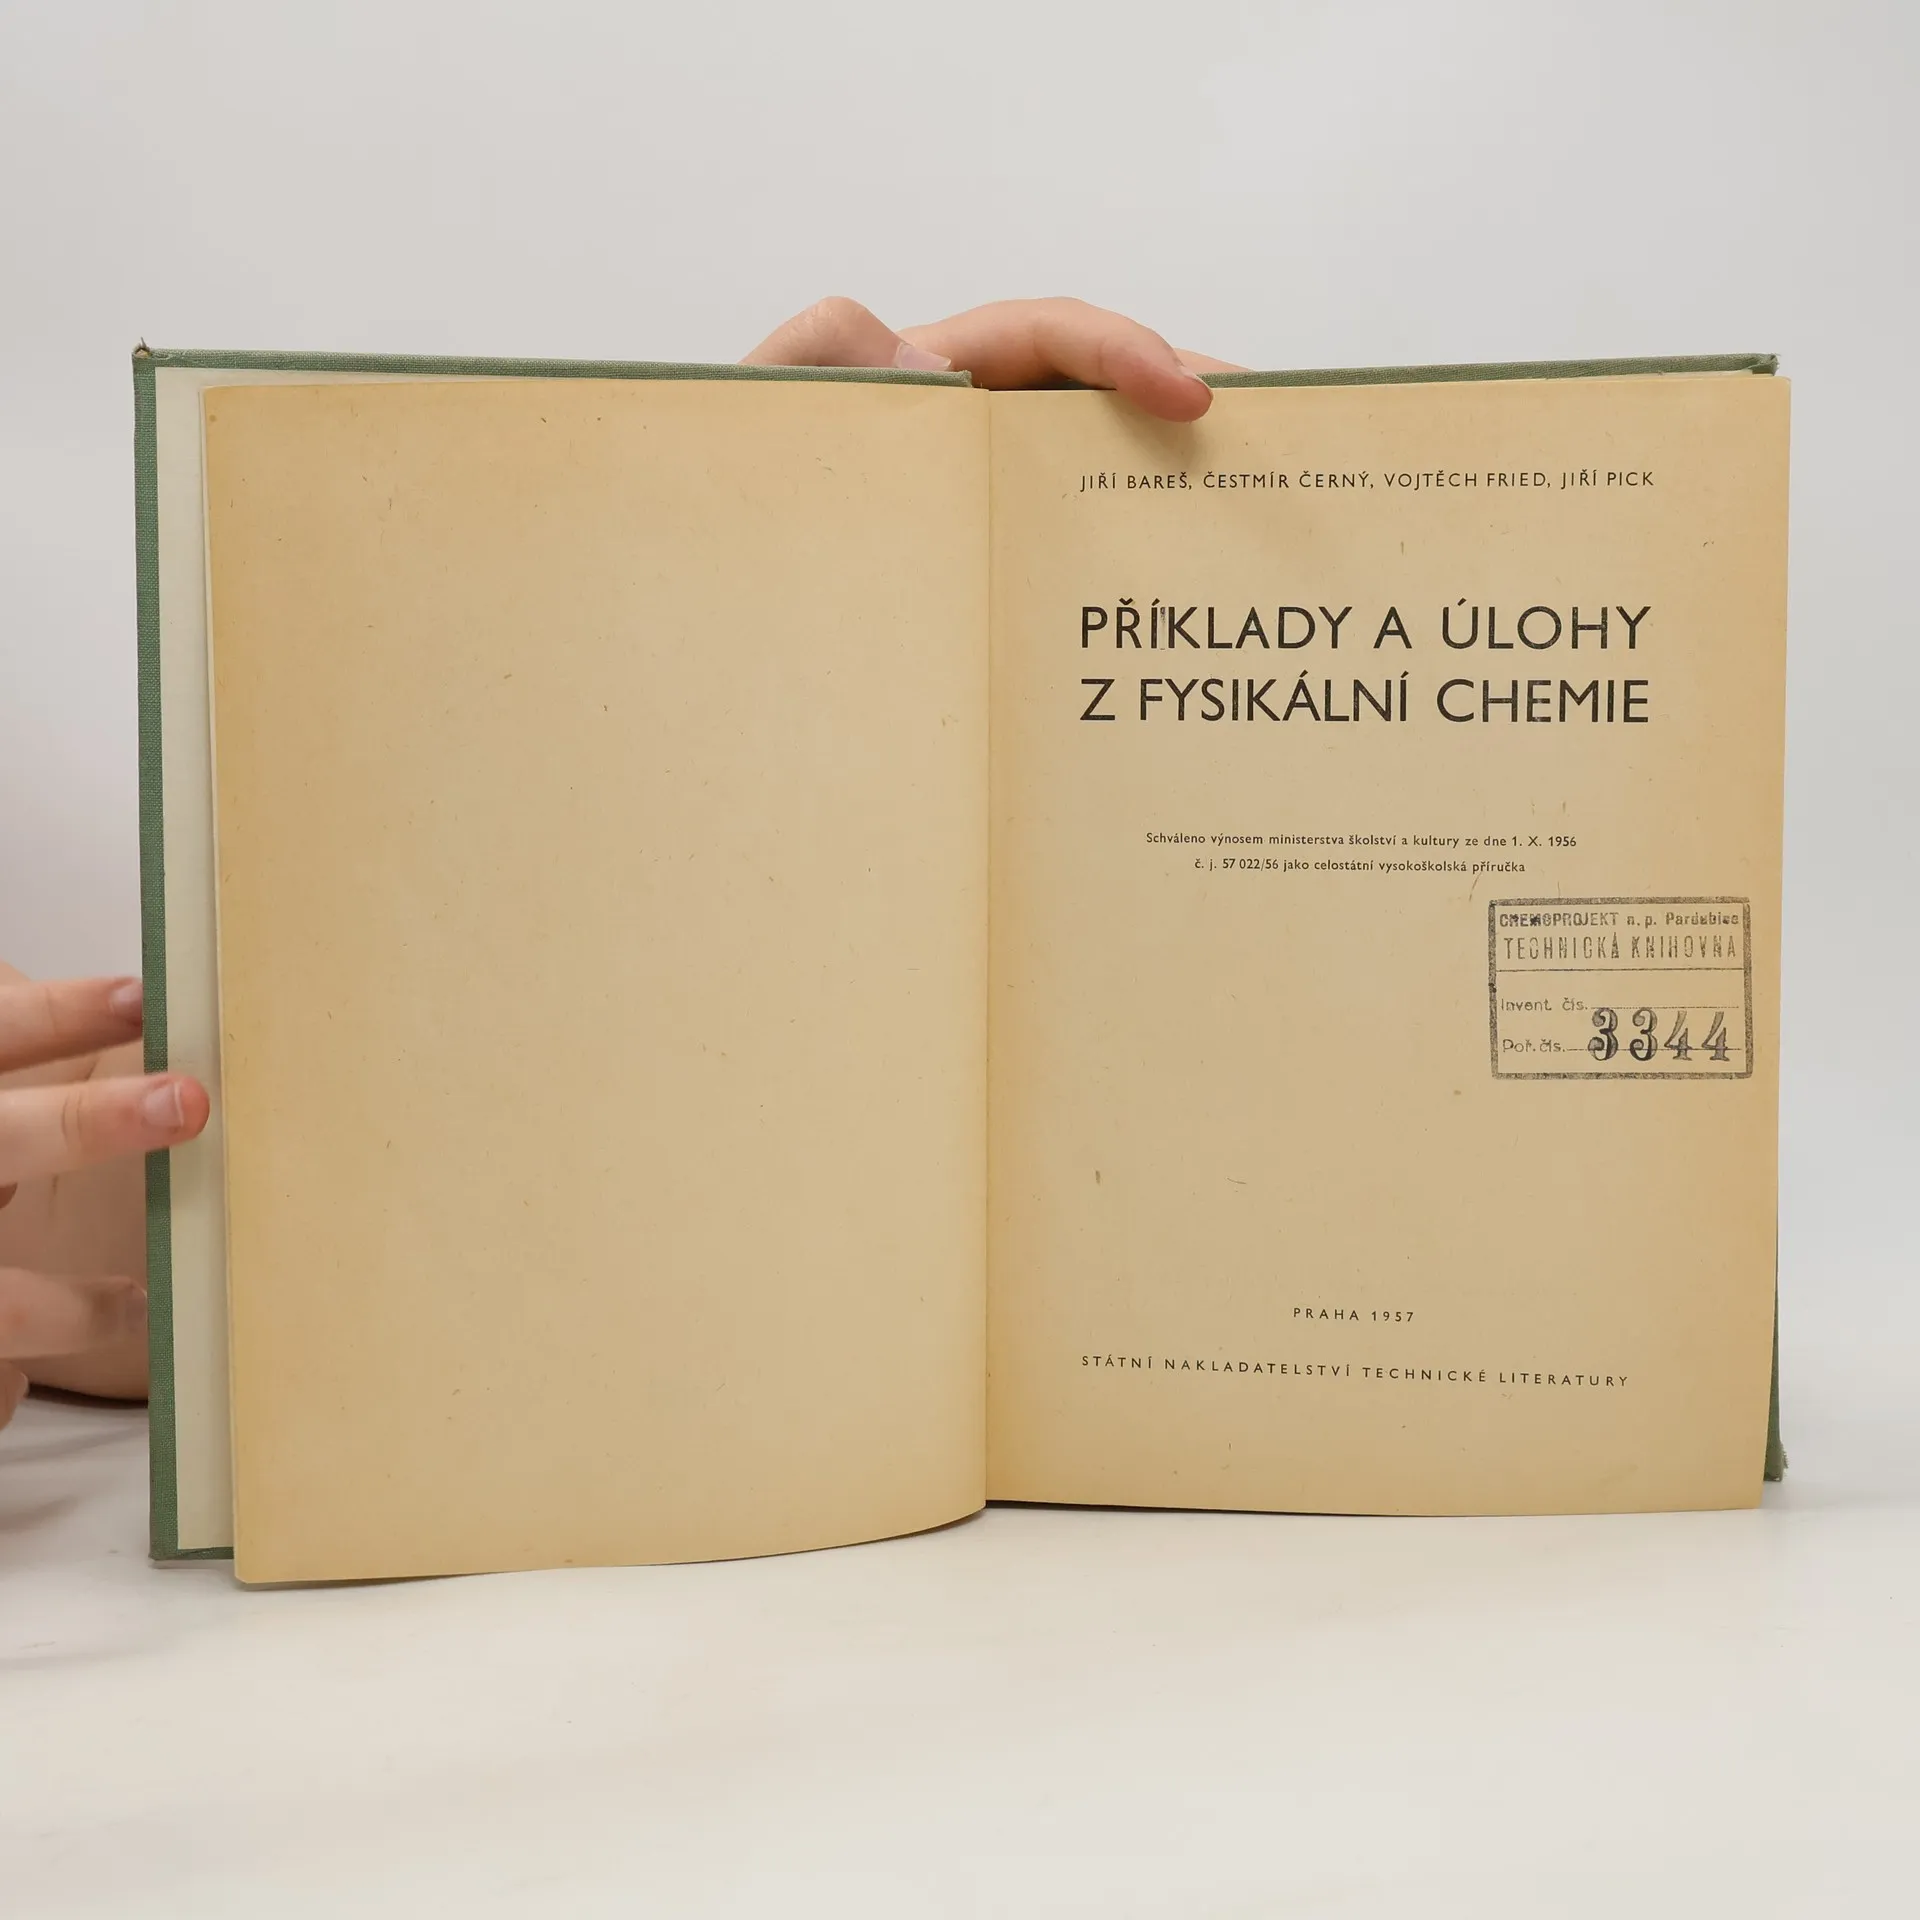 JIŘÍ BAREŠ, ČESTMÍR ČERNÝ, VOJTĚCH FRIED, JIŘÍ PICK
PŘÍKLADY A ÚLOHY
Z FYSIKÁLNÍ CHEMIE
Schváleno výnosem ministerstva školství a kultury ze dne 1. X. 1956
č. j. 57 022/56 jako celostátní vysokoškolská příručka
CHEMOPROJEKT n. p. Pardubice
TECHNICKÁ KNIHOVNA
Invent. čís.
Poř. čís. 3344
PRAHA 1957
STÁTNÍ NAKLADATELSTVÍ TECHNICKÉ LITERATURY